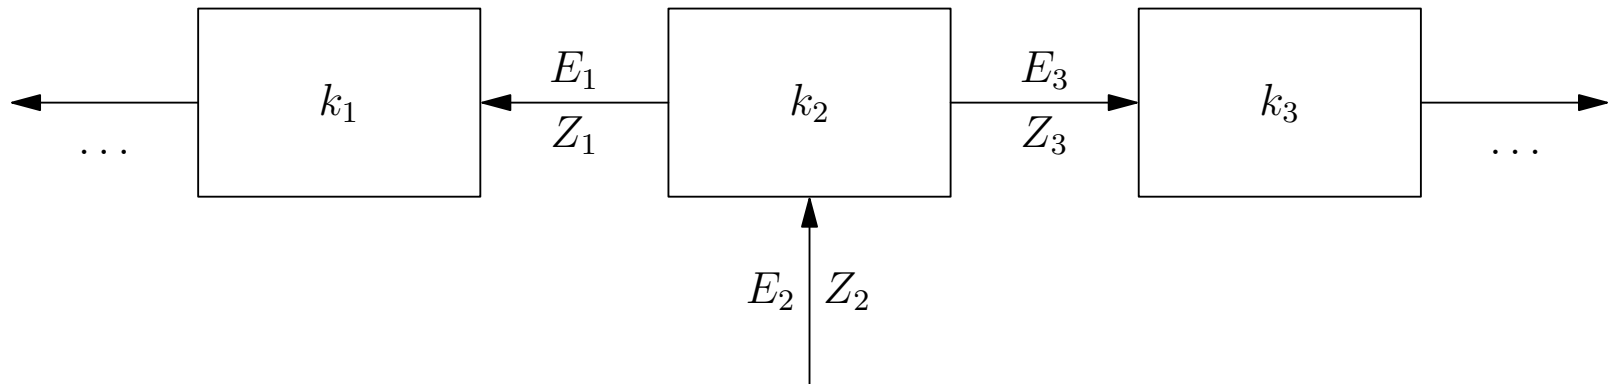 E₁ E₃
k₁ k₂ k₃
Z₁ Z₃
... ...
E₂ Z₂